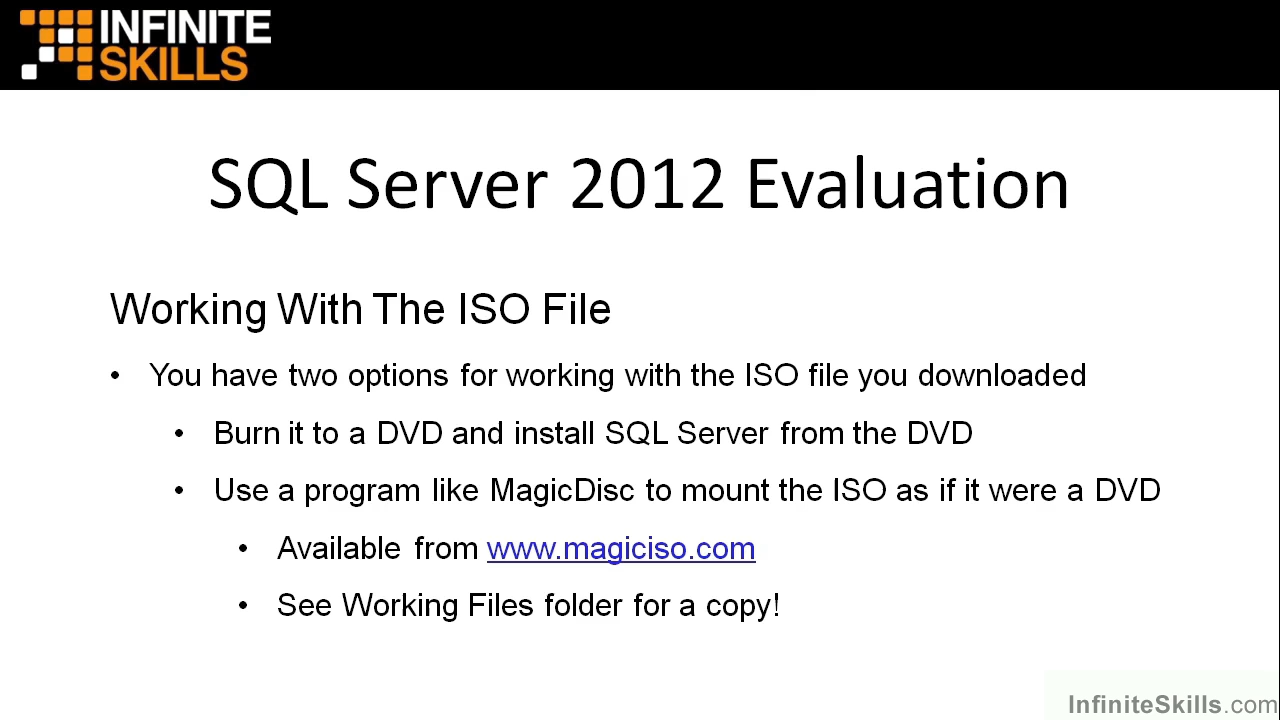 INFINITE
SKILLS
SQL Server 2012 Evaluation
Working With The ISO File
• You have two options for working with the ISO file you downloaded
• Burn it to a DVD and install SQL Server from the DVD
• Use a program like MagicDisc to mount the ISO as if it were a DVD
• Available from www.magiciso.com
• See Working Files folder for a copy!
InfiniteSkills.com